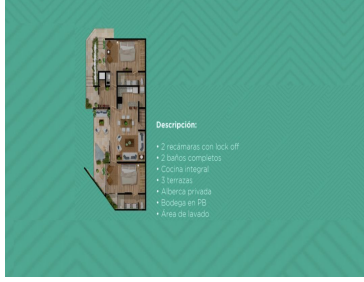 Descripción:
• 2 recámaras con lock off
• 2 baños completos
• Cocina integral
• 3 terrazas
• Alberca privada
• Bodega en PB
• Área de lavado